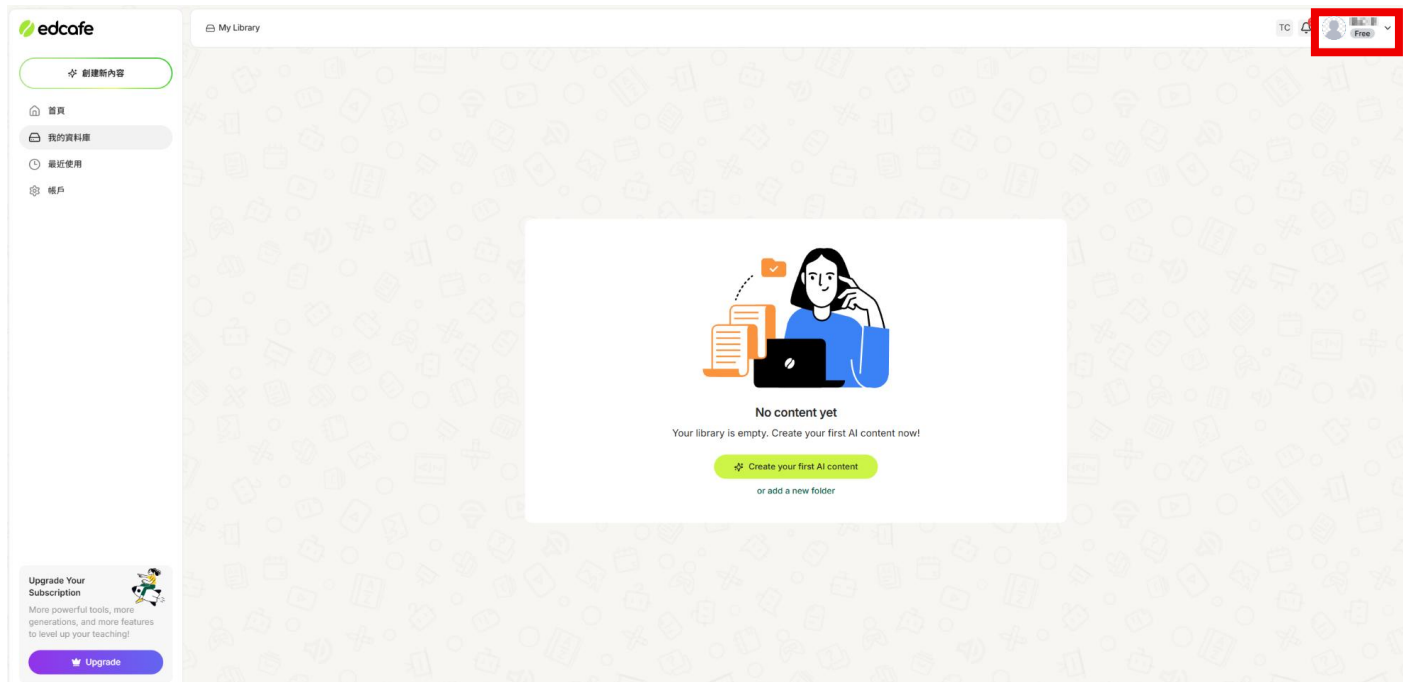 edcafe
My Library
TC
Free
創建新內容
首頁
我的資料庫
最近使用
帳戶
No content yet
Your library is empty. Create your first AI content now!
Create your first AI content
or add a new folder
Upgrade Your
Subscription
More powerful tools, more
generations, and more features
to level up your teaching!
Upgrade